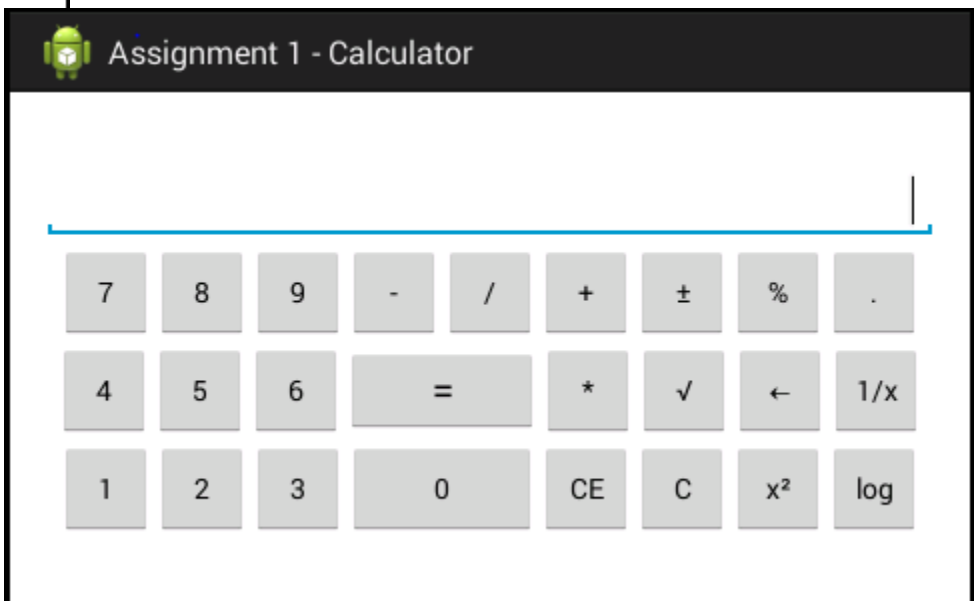 Assignment 1 - Calculator
7 8 9 - / + ± % .
4 5 6 = * √ ← 1/x
1 2 3 0 CE C x² log